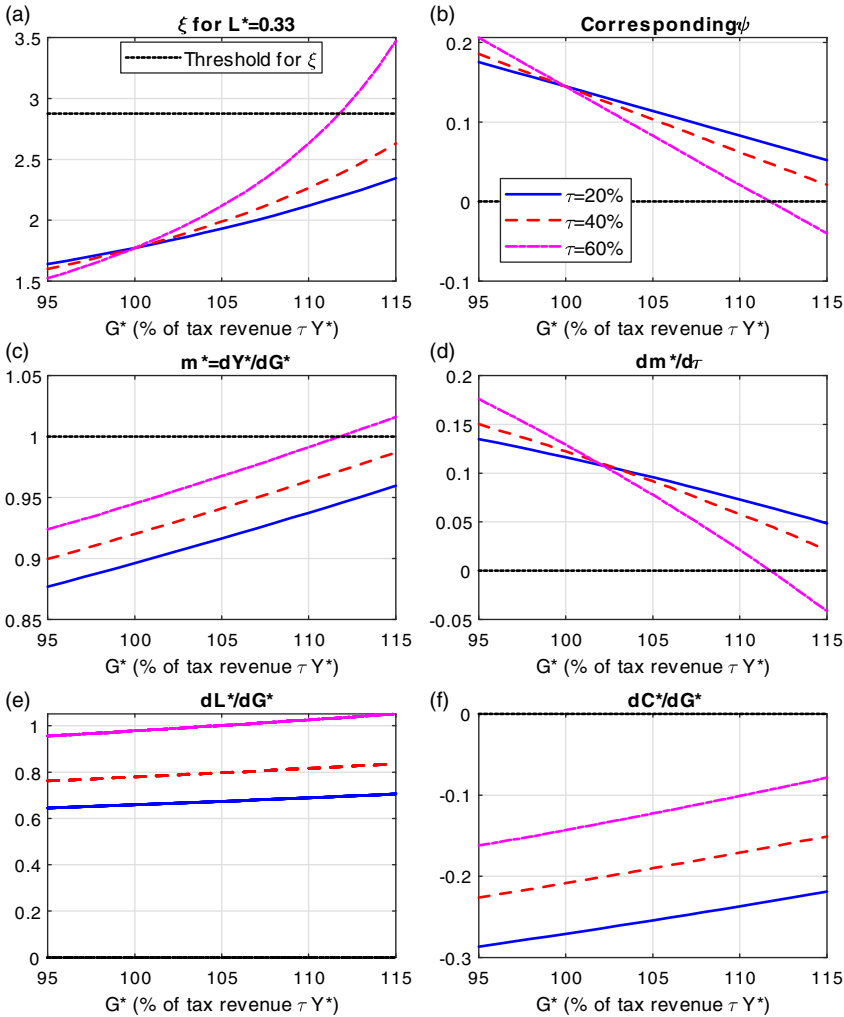 (a)
ξ for L*=0.33
3.5
3
2.5
2
1.5
Threshold for ξ
95 100 105 110 115
G* (% of tax revenue τ Y*)
(b)
Correspondingψ
0.2
0.1
0
-0.1
τ=20%
τ=40%
τ=60%
95 100 105 110 115
G* (% of tax revenue τ Y*)
(c)
m*=dY*/dG*
1.05
1
0.95
0.9
0.85
95 100 105 110 115
G* (% of tax revenue τ Y*)
(d)
dm*/dτ
0.2
0.15
0.1
0.05
0
-0.05
95 100 105 110 115
G* (% of tax revenue τ Y*)
(e)
dL*/dG*
1
0.8
0.6
0.4
0.2
0
95 100 105 110 115
G* (% of tax revenue τ Y*)
(f)
dC*/dG*
0
-0.1
-0.2
-0.3
95 100 105 110 115
G* (% of tax revenue τ Y*)